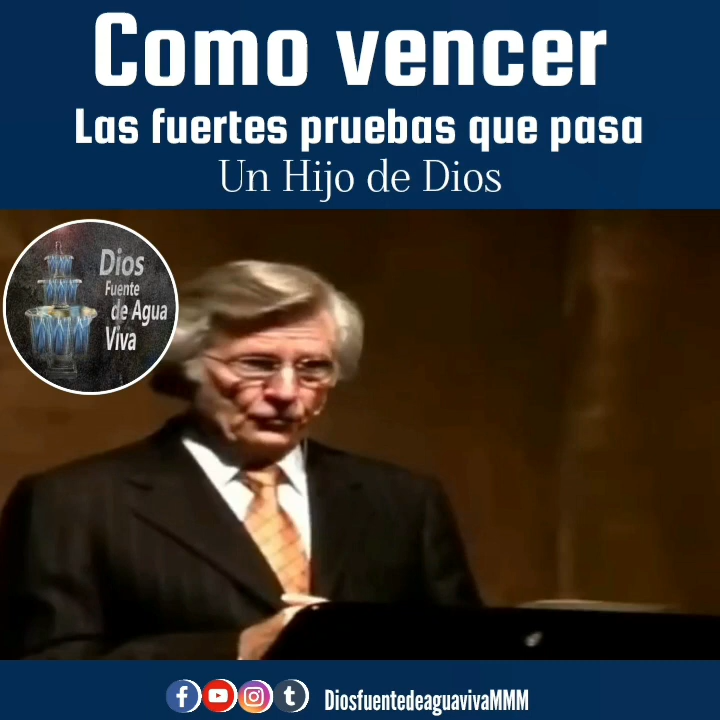 Como vencer
Las fuertes pruebas que pasa
Un Hijo de Dios
Dios
Fuente
de Agua
Viva
DiosfuentedeaguavivaMMM